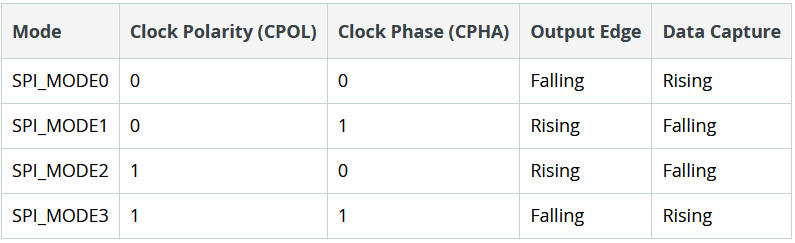 Mode Clock Polarity (CPOL) Clock Phase (CPHA) Output Edge Data Capture
SPI_MODE0 0 0 Falling Rising
SPI_MODE1 0 1 Rising Falling
SPI_MODE2 1 0 Rising Falling
SPI_MODE3 1 1 Falling Rising